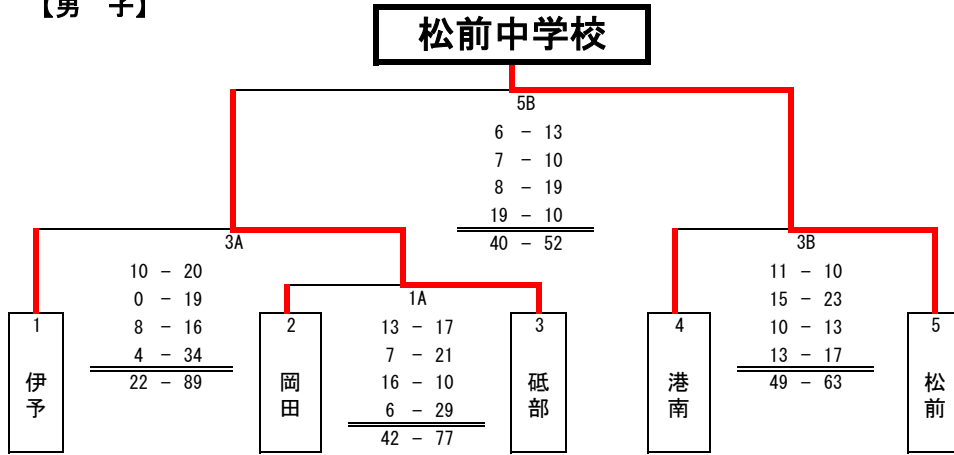 【男　子】
松前中学校
5B
6 － 13
7 － 10
8 － 19
19 － 10
40 － 52
3A
10 － 20
0 － 19
8 － 16
4 － 34
22 － 89
3B
11 － 10
15 － 23
10 － 13
13 － 17
49 － 63
1A
13 － 17
7 － 21
16 － 10
6 － 29
42 － 77
1
伊予
2
岡田
3
砥部
4
港南
5
松前